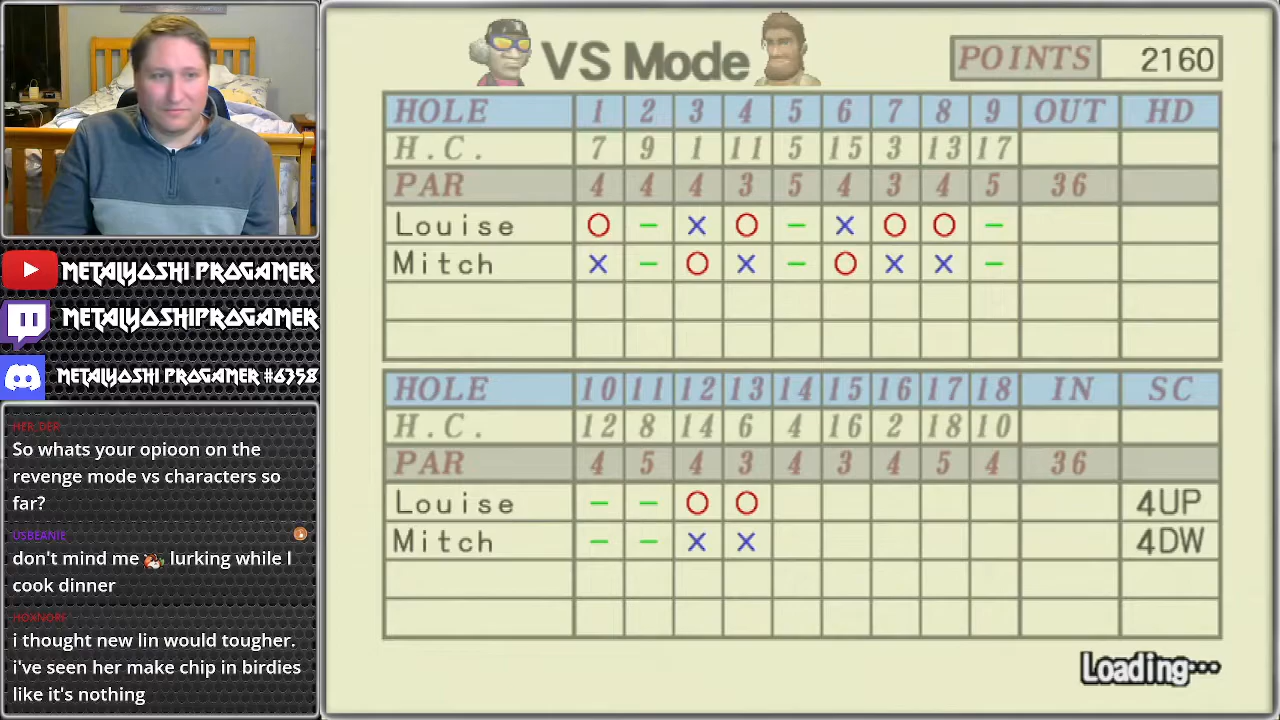 VS Mode
POINTS 2160
HOLE 1 2 3 4 5 6 7 8 9 OUT HD
H.C. 7 9 1 11 5 15 3 13 17
PAR 4 4 4 3 5 4 3 4 5 36
Louise O - X O - X O O -
Mitch X - O X - O X X -
HOLE 10 11 12 13 14 15 16 17 18 IN SC
H.C. 12 8 14 6 4 16 2 18 10
PAR 4 5 4 3 4 3 4 5 4 36
Louise - - O O 4UP
Mitch - - X X 4DW
Loading...
METALYOSHI PROGAMER
METALYOSHIPROGAMER
METALYOSHI PROGAMER #6358
HER DER
So whats your opioon on the
revenge mode vs characters so
far?
USBEANIE
don't mind me lurking while I
cook dinner
HOXNORF
i thought new lin would tougher.
i've seen her make chip in birdies
like it's nothing